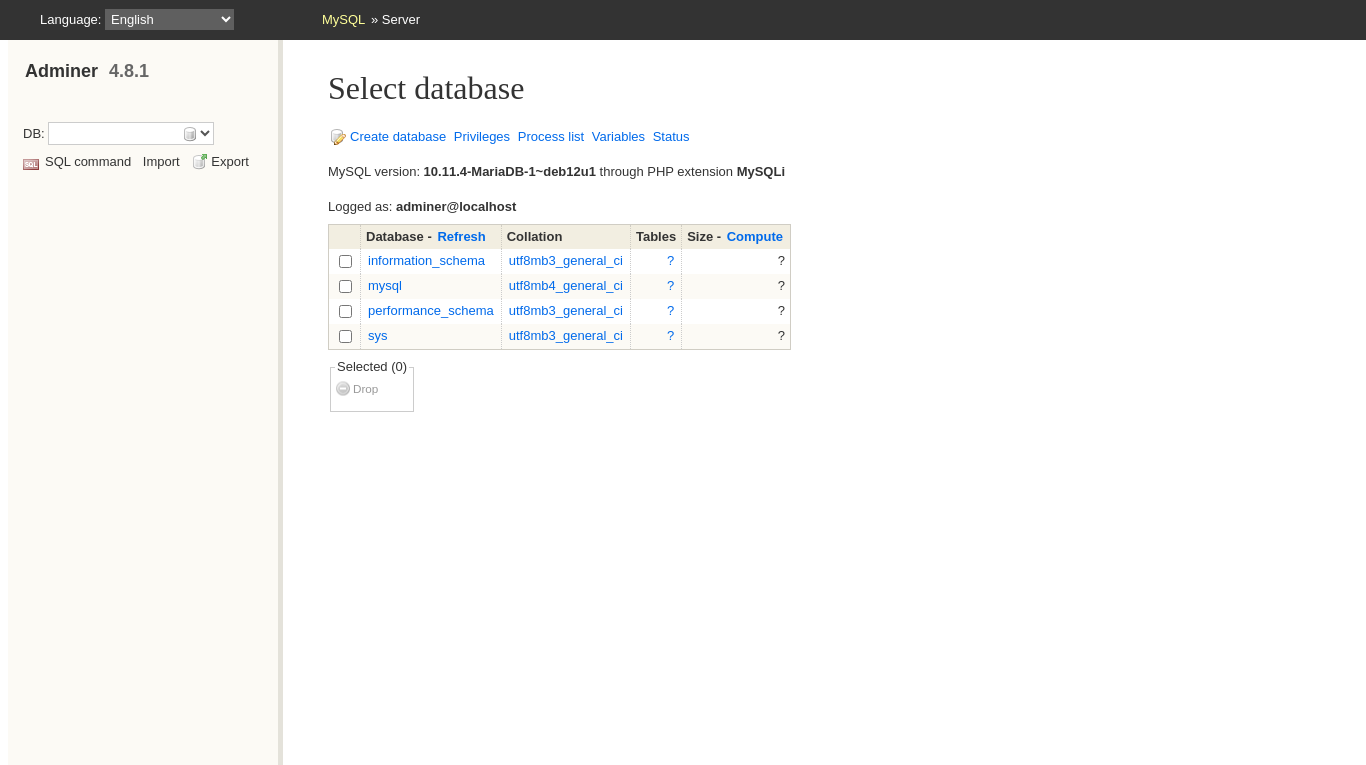 Language: English
MySQL » Server
Adminer 4.8.1
DB:
SQL SQL command Import Export
Select database
Create database Privileges Process list Variables Status
MySQL version: 10.11.4-MariaDB-1~deb12u1 through PHP extension MySQLi
Logged as: adminer@localhost
Database - Refresh Collation Tables Size - Compute
information_schema utf8mb3_general_ci ? ?
mysql utf8mb4_general_ci ? ?
performance_schema utf8mb3_general_ci ? ?
sys utf8mb3_general_ci ? ?
Selected (0)
Drop